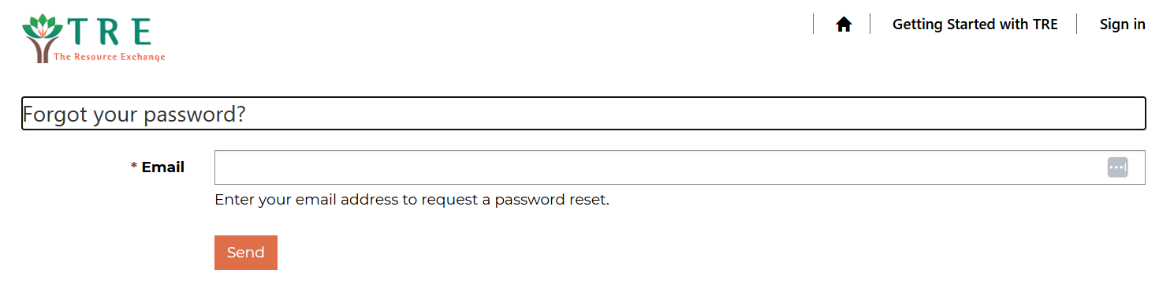 TRE
The Resource Exchange
Getting Started with TRE
Sign in
Forgot your password?
* Email
Enter your email address to request a password reset.
Send